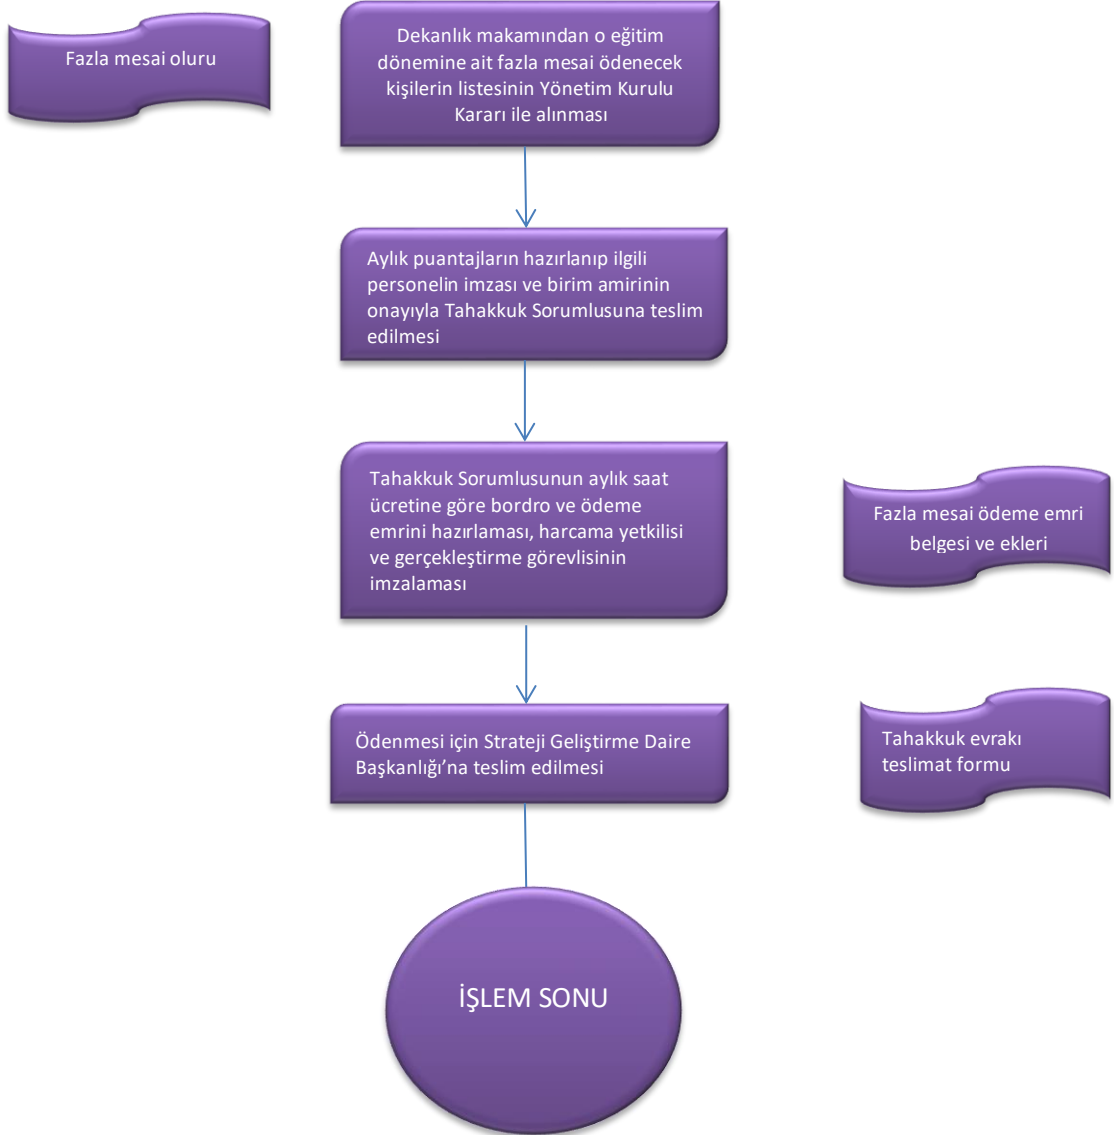 Fazla mesai oluru
Dekanlık makamından o eğitim
dönemine ait fazla mesai ödenecek
kişilerin listesinin Yönetim Kurulu
Kararı ile alınması
Aylık puantajların hazırlanıp ilgili
personelin imzası ve birim amirinin
onayıyla Tahakkuk Sorumlusuna teslim
edilmesi
Tahakkuk Sorumlusunun aylık saat
ücretine göre bordro ve ödeme
emrini hazırlaması, harcama yetkilisi
ve gerçekleştirme görevlisinin
imzalaması
Fazla mesai ödeme emri
belgesi ve ekleri
Ödenmesi için Strateji Geliştirme Daire
Başkanlığı’na teslim edilmesi
Tahakkuk evrakı
teslimat formu
İŞLEM SONU